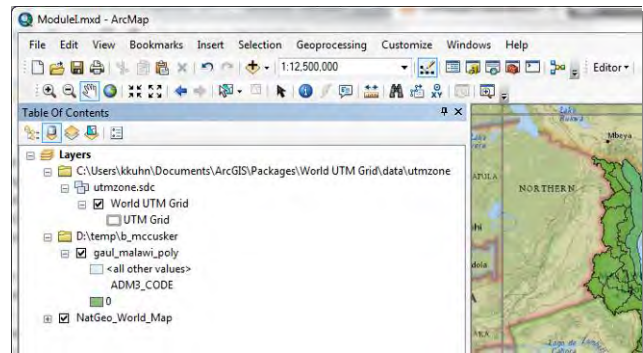 ModuleI.mxd - ArcMap
File Edit View Bookmarks Insert Selection Geoprocessing Customize Windows Help
1:12,500,000
Editor
Table Of Contents
Layers
C:\Users\kkuhn\Documents\ArcGIS\Packages\World UTM Grid\data\utmzone
utmzone.sdc
World UTM Grid
UTM Grid
D:\temp\b_mccusker
gaul_malawi_poly
<all other values>
ADM3_CODE
0
NatGeo_World_Map
Lake
Mbeya
NORTHERN